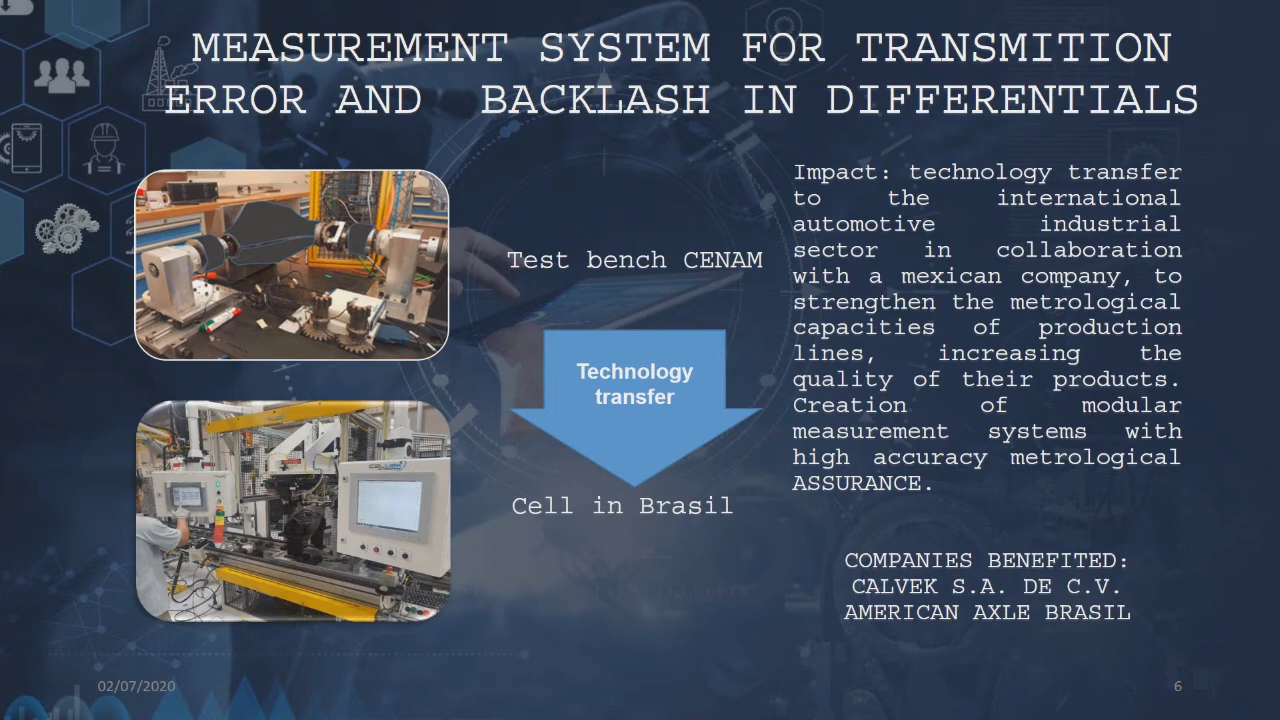 MEASUREMENT SYSTEM FOR TRANSMITION
ERROR AND BACKLASH IN DIFFERENTIALS
Impact: technology transfer
to the international
automotive industrial
sector in collaboration
with a mexican company, to
strengthen the metrological
capacities of production
lines, increasing the
quality of their products.
Creation of modular
measurement systems with
high accuracy metrological
ASSURANCE.
Test bench CENAM
Technology
transfer
Cell in Brasil
CALVEK
COMPANIES BENEFITED:
CALVEK S.A. DE C.V.
AMERICAN AXLE BRASIL
02/07/2020
6